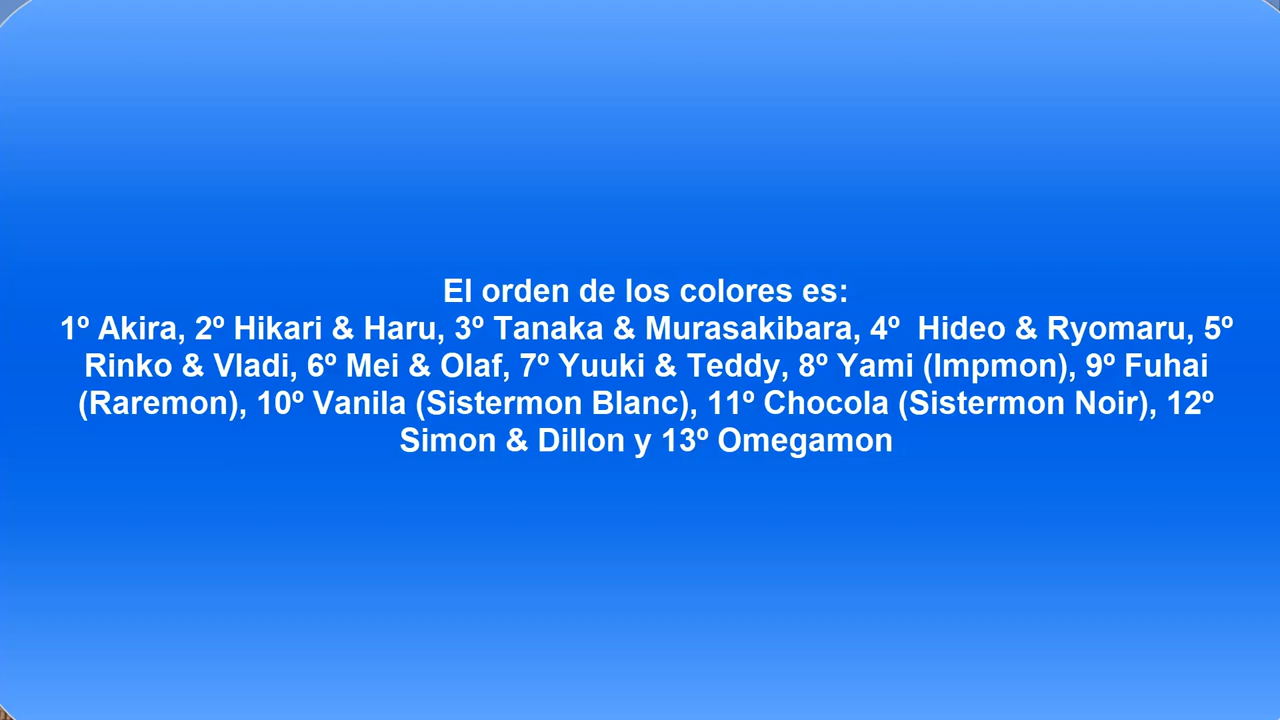 El orden de los colores es:
1º Akira, 2º Hikari & Haru, 3º Tanaka & Murasakibara, 4º  Hideo & Ryomaru, 5º
Rinko & Vladi, 6º Mei & Olaf, 7º Yuuki & Teddy, 8º Yami (Impmon), 9º Fuhai
(Raremon), 10º Vanila (Sistermon Blanc), 11º Chocola (Sistermon Noir), 12º
Simon & Dillon y 13º Omegamon